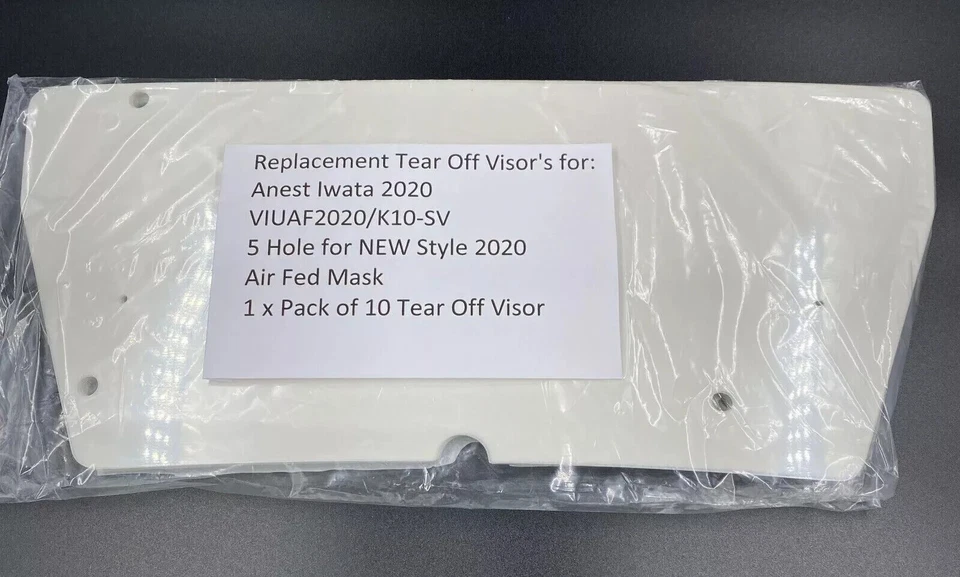 Replacement Tear Off Visor's for:
Anest Iwata 2020
VIUAF2020/K10-SV
5 Hole for NEW Style 2020
Air Fed Mask
1 x Pack of 10 Tear Off Visor